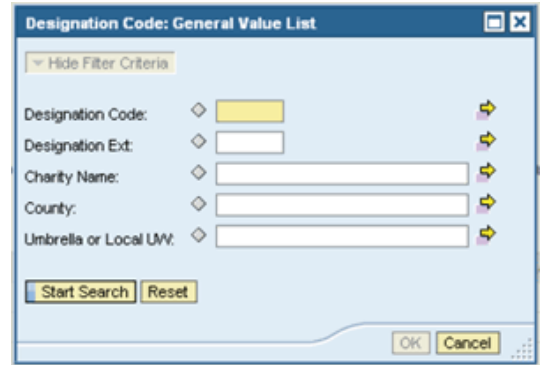 Designation Code: General Value List
Hide Filter Criteria
Designation Code:
Designation Ext:
Charity Name:
County:
Umbrella or Local UW:
Start Search Reset
OK Cancel